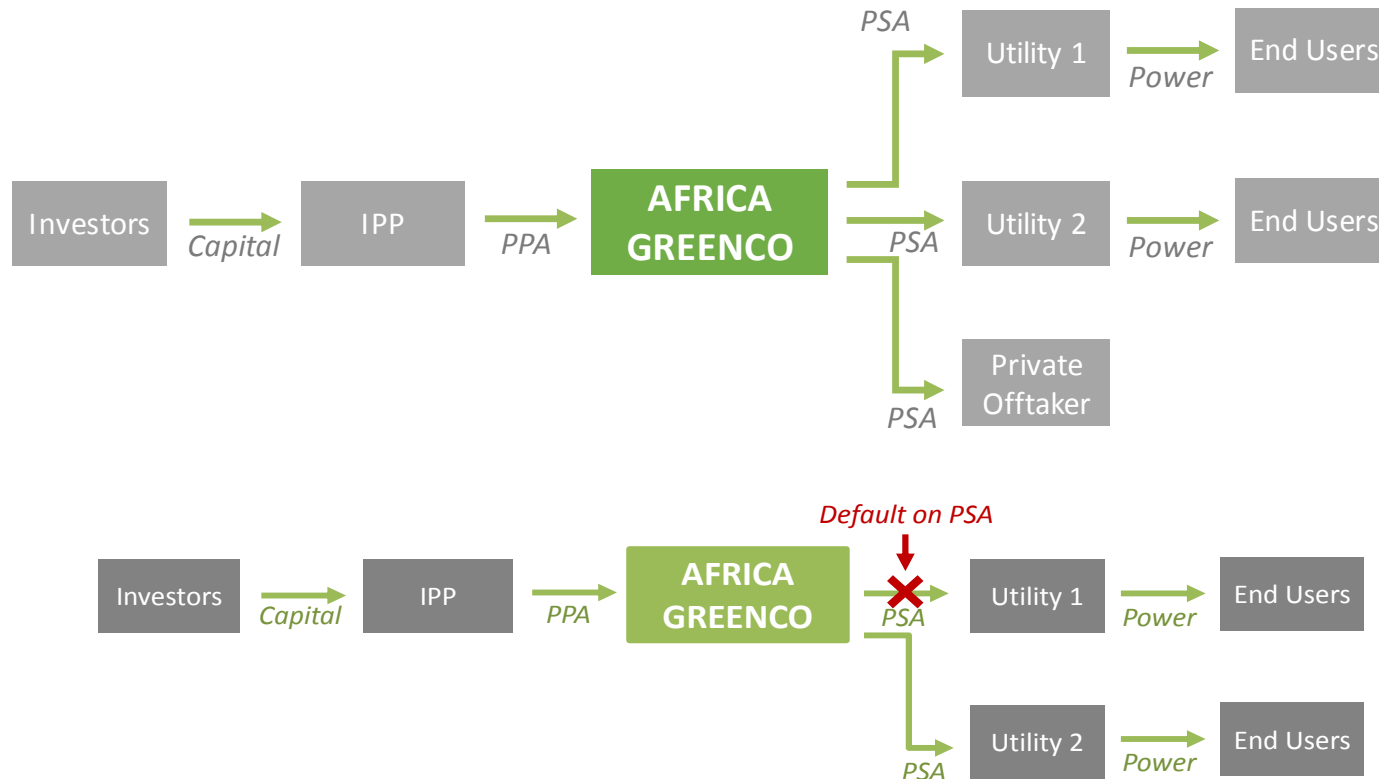 PSA
Utility 1
Power
End Users
Investors
Capital
IPP
PPA
AFRICA
GREENCO
PSA
Utility 2
Power
End Users
PSA
Private
Offtaker
Default on PSA
Investors
Capital
IPP
PPA
AFRICA
GREENCO
PSA
Utility 1
Power
End Users
PSA
Utility 2
Power
End Users